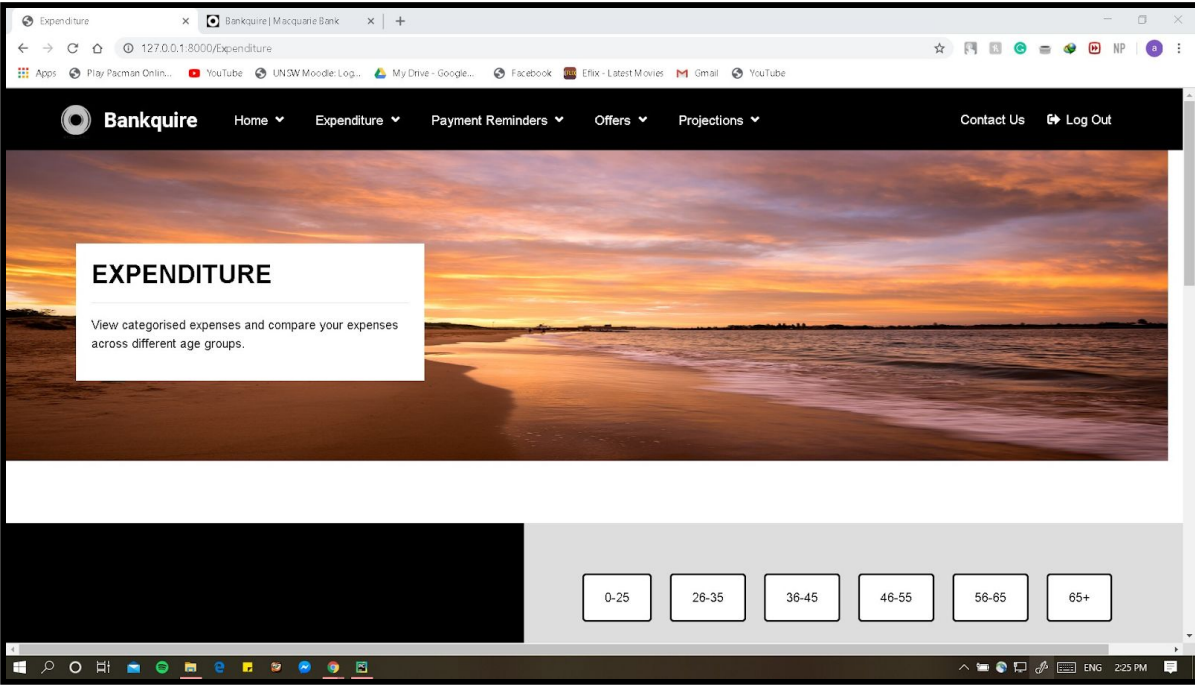 Expenditure
Bankquire | Macquarie Bank
127.0.0.1:8000/Expenditure
NP
a
Apps
Play Pacman Onlin...
YouTube
UNSW Moodle: Log...
My Drive - Google...
Facebook
Eflix - Latest Movies
Gmail
YouTube
Bankquire
Home
Expenditure
Payment Reminders
Offers
Projections
Contact Us
Log Out
EXPENDITURE
View categorised expenses and compare your expenses
across different age groups.
0-25
26-35
36-45
46-55
56-65
65+
ENG
2:25 PM